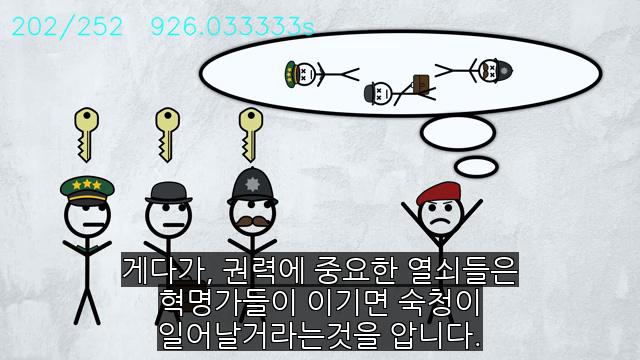 202/252 926.033333s
게다가, 권력에 중요한 열쇠들은
혁명가들이 이기면 숙청이
일어날거라는것을 압니다.